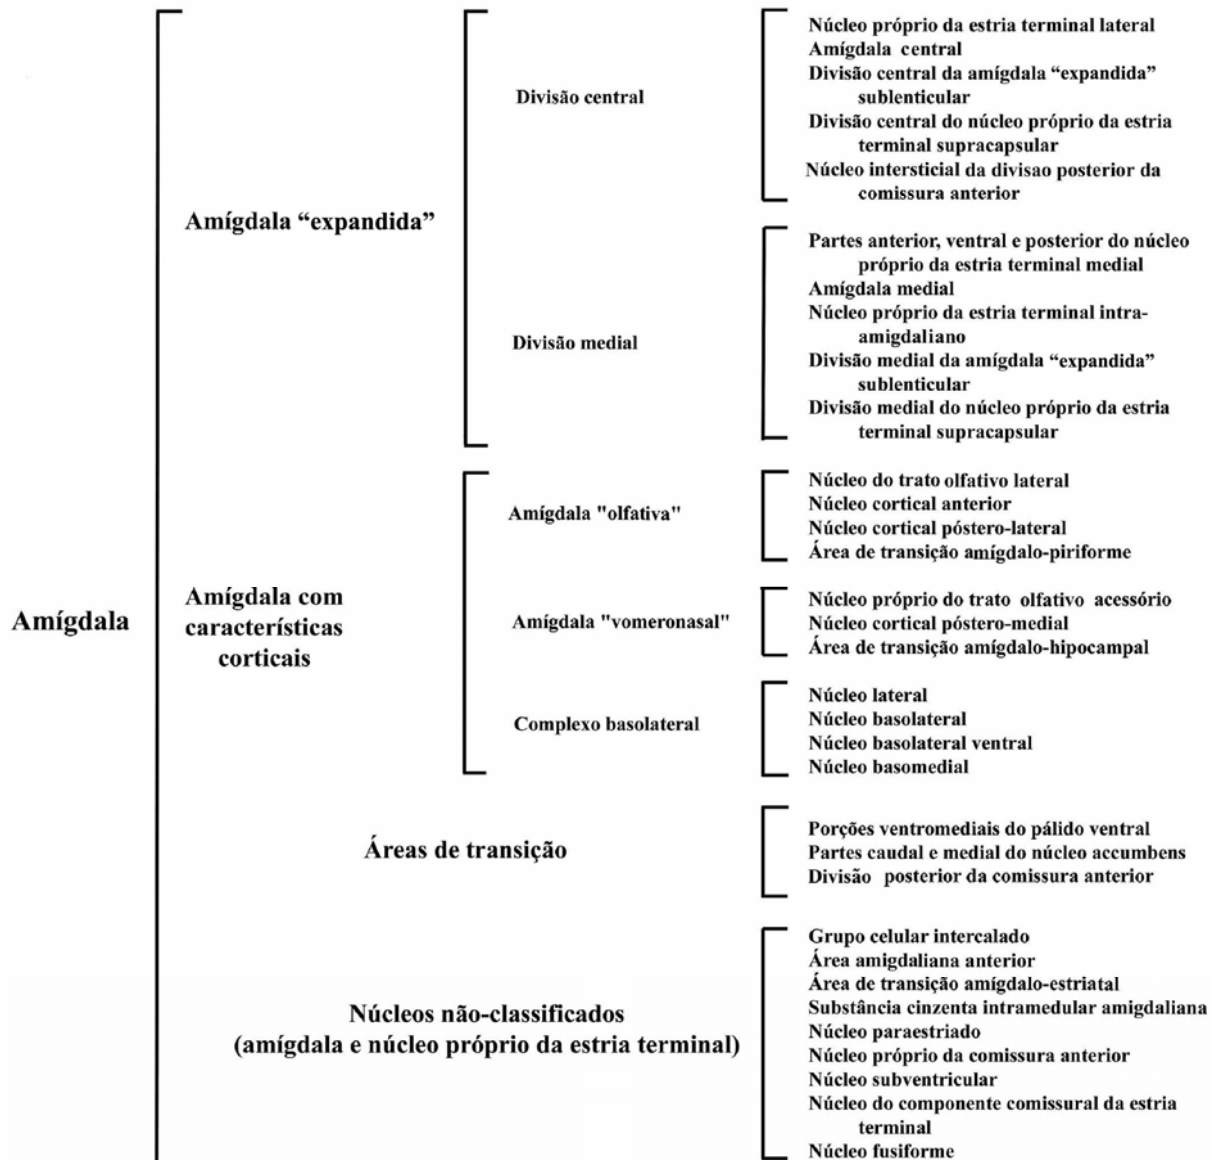 Amígdala
Amígdala “expandida”
Divisão central
Núcleo próprio da estria terminal lateral
Amígdala central
Divisão central da amígdala “expandida”
sublenticular
Divisão central do núcleo próprio da estria
terminal supracapsular
Núcleo intersticial da divisao posterior da
comissura anterior
Divisão medial
Partes anterior, ventral e posterior do núcleo
próprio da estria terminal medial
Amígdala medial
Núcleo próprio da estria terminal intra-
amigdaliano
Divisão medial da amígdala “expandida”
sublenticular
Divisão medial do núcleo próprio da estria
terminal supracapsular
Amígdala com
características
corticais
Amígdala "olfativa"
Núcleo do trato olfativo lateral
Núcleo cortical anterior
Núcleo cortical póstero-lateral
Área de transição amígdalo-piriforme
Amígdala "vomeronasal"
Núcleo próprio do trato olfativo acessório
Núcleo cortical póstero-medial
Área de transição amígdalo-hipocampal
Complexo basolateral
Núcleo lateral
Núcleo basolateral
Núcleo basolateral ventral
Núcleo basomedial
Áreas de transição
Porções ventromediais do pálido ventral
Partes caudal e medial do núcleo accumbens
Divisão posterior da comissura anterior
Núcleos não-classificados
(amígdala e núcleo próprio da estria terminal)
Grupo celular intercalado
Área amigdaliana anterior
Área de transição amígdalo-estriatal
Substância cinzenta intramedular amigdaliana
Núcleo paraestriado
Núcleo próprio da comissura anterior
Núcleo subventricular
Núcleo do componente comissural da estria
terminal
Núcleo fusiforme